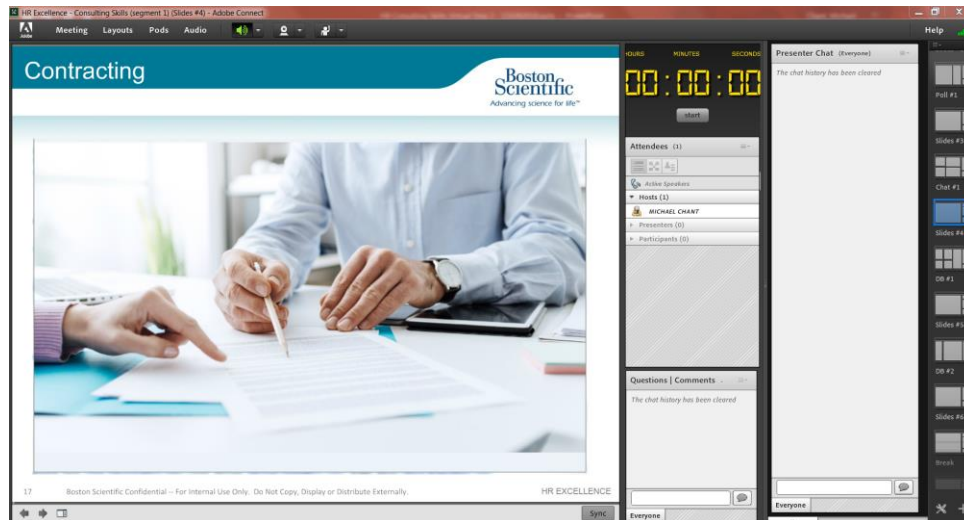 HR Excellence - Consulting Skills (segment 1) (Slides #4) - Adobe Connect
Adobe
Meeting Layouts Pods Audio
Help
Contracting
Boston
Scientific
Advancing science for life™
17 Boston Scientific Confidential -- For Internal Use Only. Do Not Copy, Display or Distribute Externally. HR EXCELLENCE
Sync
HOURS MINUTES SECONDS
00:00:00
start
Attendees (1)
Active Speakers
Hosts (1)
MICHAEL CHANT
Presenters (0)
Participants (0)
Questions | Comments
The chat history has been cleared
Everyone
Presenter Chat (Everyone)
The chat history has been cleared
Everyone
Poll #1
Slides #3
Chat #1
Slides #4
DB #1
Slides #5
DB #2
Slides #6
Break